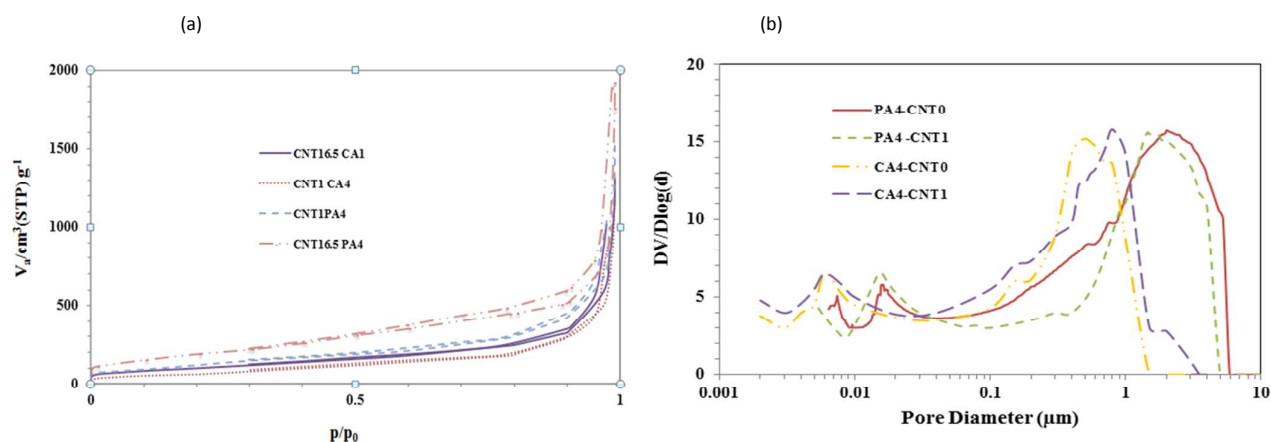 (a)
2000
1500
1000
500
0
Va/cm3(STP) g-1
CNT16.5 CA1
CNT1 CA4
CNT1PA4
CNT16.5 PA4
0
0.5
1
p/p0
(b)
20
15
10
5
0
DV/Dlog(d)
PA4-CNT0
PA4 -CNT1
CA4-CNT0
CA4-CNT1
0.001
0.01
0.1
1
10
Pore Diameter (μm)